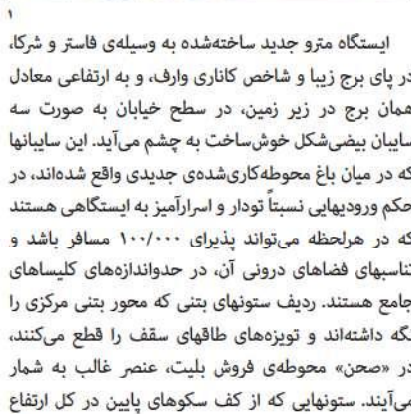 ۱
ایستگاه مترو جدید ساخته‌شده به وسیله‌ی فاستر و شرکا،
در پای برج زیبا و شاخص کاناری وارف، و به ارتفاعی معادل
همان برج در زیر زمین، در سطح خیابان به صورت سه
سایبان بیضی‌شکل خوش‌ساخت به چشم می‌آید. این سایبانها
که در میان باغ محوطه‌کاری‌شده‌ی جدیدی واقع شده‌اند، در
حکم ورودیهایی نسبتاً تودار و اسرارآمیز به ایستگاهی هستند
که در هرلحظه می‌تواند پذیرای ۱۰۰/۰۰۰ مسافر باشد و
تناسبهای فضاهای درونی آن، در حدواندازه‌های کلیساهای
جامع هستند. ردیف ستونهای بتنی که محور بتنی مرکزی را
نگه داشته‌اند و تویزه‌های طاقهای سقف را قطع می‌کنند،
در «صحن» محوطه‌ی فروش بلیت، عنصر غالب به شمار
می‌آیند. ستونهایی که از کف سکوهای پایین در کل ارتفاع